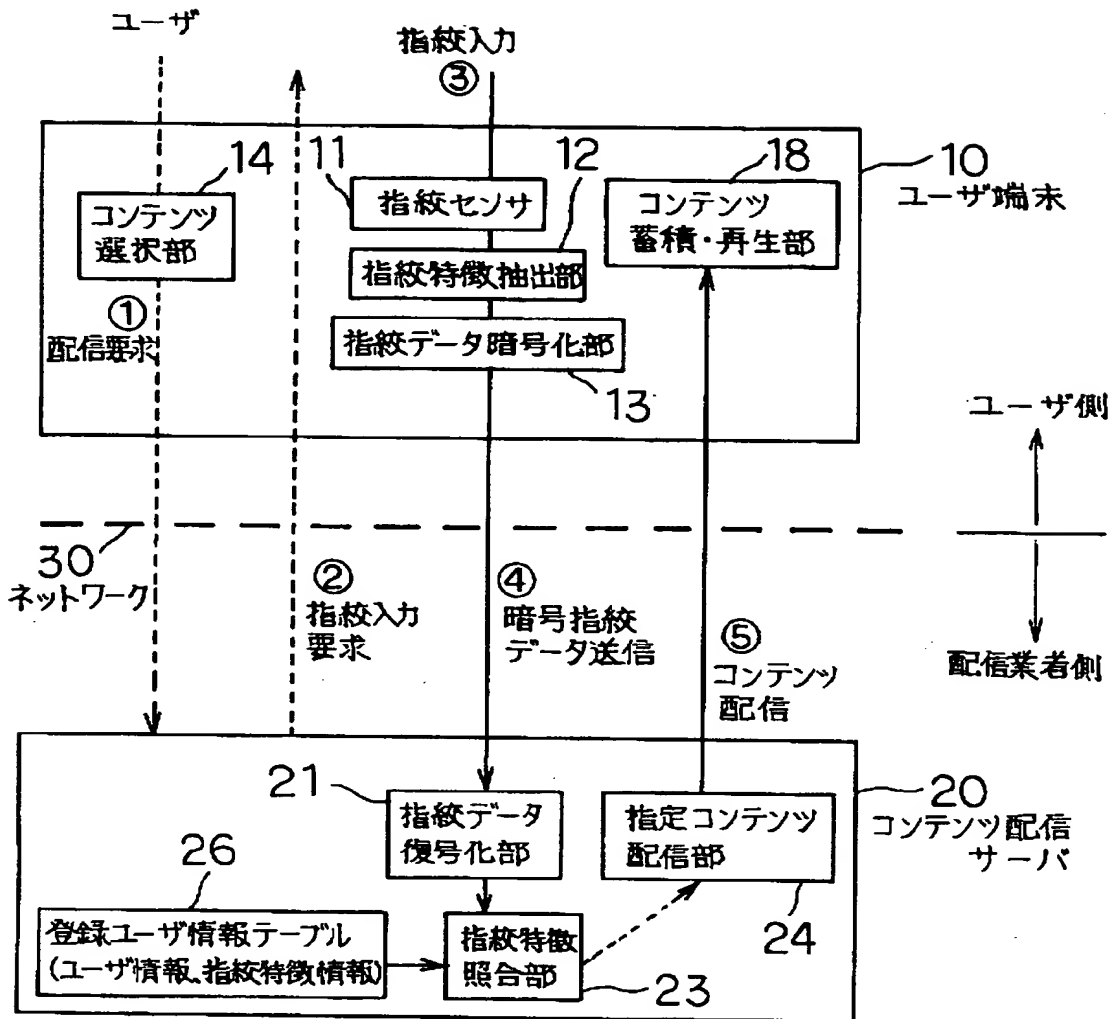 ユーザ
指紋入力
③
14
11
12
18
10
ユーザ端末
コンテンツ
選択部
指紋センサ
コンテンツ
蓄積・再生部
指紋特徴抽出部
①
配信要求
指紋データ暗号化部
13
ユーザ側
30
ネットワーク
②
指紋入力
要求
④
暗号指紋
データ送信
⑤
コンテンツ
配信
配信業者側
21
指紋データ
復号化部
指定コンテンツ
配信部
20
コンテンツ配信
サーバ
26
登録ユーザ情報テーブル
(ユーザ情報、指紋特徴情報)
指紋特徴
照合部
23
24